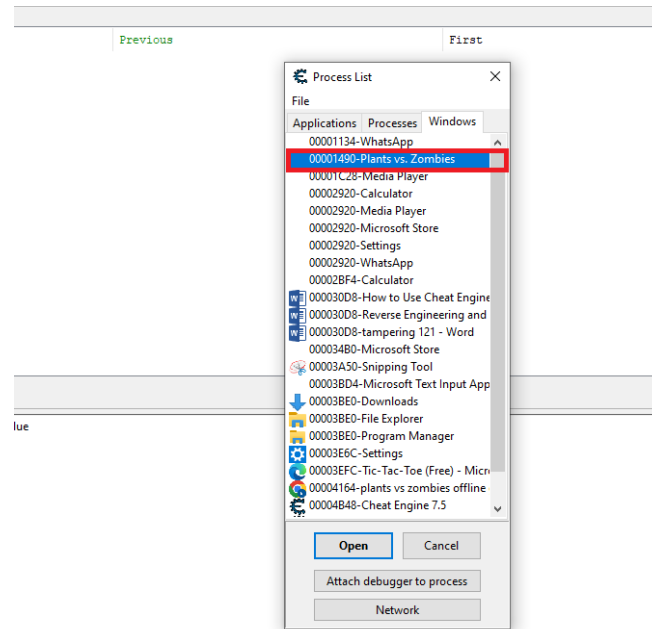 Previous First
Process List
File
Applications Processes Windows
00001134-WhatsApp
00001490-Plants vs. Zombies
00001C28-Media Player
00002920-Calculator
00002920-Media Player
00002920-Microsoft Store
00002920-Settings
00002920-WhatsApp
00002BF4-Calculator
000030D8-How to Use Cheat Engine
000030D8-Reverse Engineering and
000030D8-tampering 121 - Word
000034B0-Microsoft Store
00003A50-Snipping Tool
00003BD4-Microsoft Text Input App
00003BE0-Downloads
00003BE0-File Explorer
00003BE0-Program Manager
00003E6C-Settings
lue
00003EFC-Tic-Tac-Toe (Free) - Micr
00004164-plants vs zombies offline
00004B48-Cheat Engine 7.5
Open Cancel
Attach debugger to process
Network